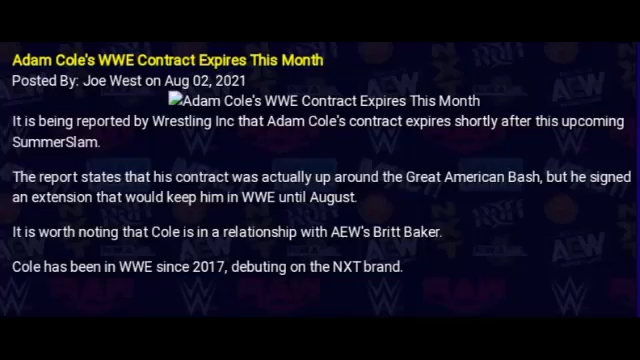 Adam Cole's WWE Contract Expires This Month
Posted By: Joe West on Aug 02, 2021
Adam Cole's WWE Contract Expires This Month
It is being reported by Wrestling Inc that Adam Cole's contract expires shortly after this upcoming
SummerSlam.
The report states that his contract was actually up around the Great American Bash, but he signed
an extension that would keep him in WWE until August.
It is worth noting that Cole is in a relationship with AEW's Britt Baker.
Cole has been in WWE since 2017, debuting on the NXT brand.